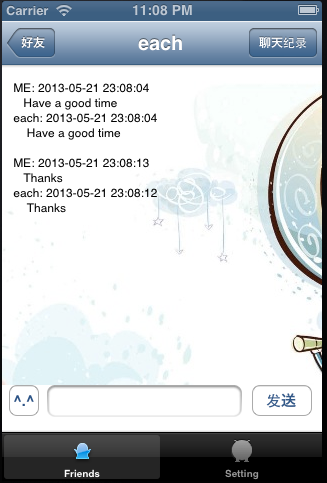 Carrier 11:08 PM
好友 each 聊天纪录
ME: 2013-05-21 23:08:04
Have a good time
each: 2013-05-21 23:08:04
Have a good time
ME: 2013-05-21 23:08:13
Thanks
each: 2013-05-21 23:08:12
Thanks
^.^ 发送
Friends Setting